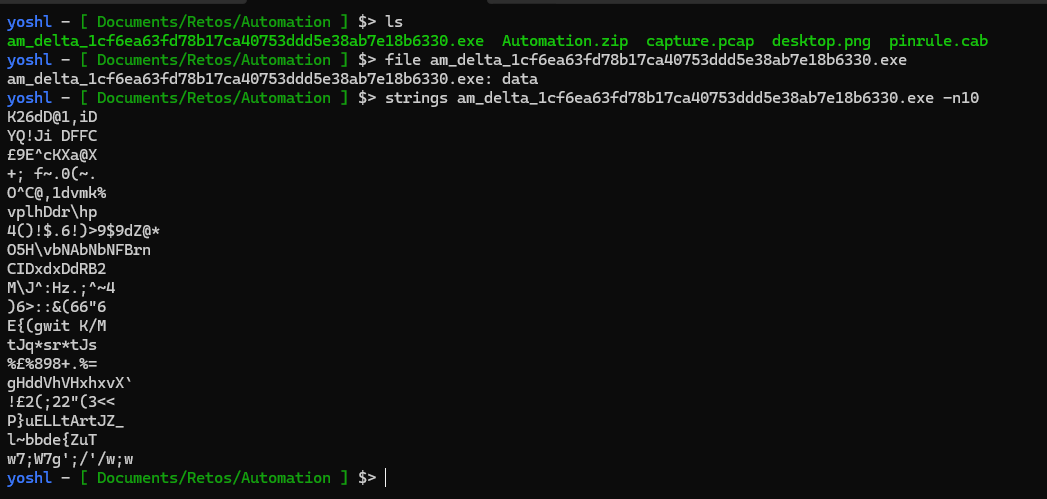 yoshl - [ Documents/Retos/Automation ] $> ls
am_delta_1cf6ea63fd78b17ca40753ddd5e38ab7e18b6330.exe  Automation.zip  capture.pcap  desktop.png  pinrule.cab
yoshl - [ Documents/Retos/Automation ] $> file am_delta_1cf6ea63fd78b17ca40753ddd5e38ab7e18b6330.exe
am_delta_1cf6ea63fd78b17ca40753ddd5e38ab7e18b6330.exe: data
yoshl - [ Documents/Retos/Automation ] $> strings am_delta_1cf6ea63fd78b17ca40753ddd5e38ab7e18b6330.exe -n10
K26dD@1,iD
YQ!Ji DFFC
£9E^cKXa@X
+; f~.0(~.
O^C@,1dvmk%
vplhDdr\hp
4()!$.6!)>9$9dZ@*
O5H\vbNAbNbNFBrn
CIDxdxDdRB2
M\J^:Hz.;^~4
)6>::&(66"6
E{(gwit K/M
tJq*sr*tJs
%£%898+.%=
gHddVhVHxhxvX`
!£2(;22"(3<<
P}uELLtArtJZ_
l~bbde{ZuT
w7;W7g';/'/w;w
yoshl - [ Documents/Retos/Automation ] $>